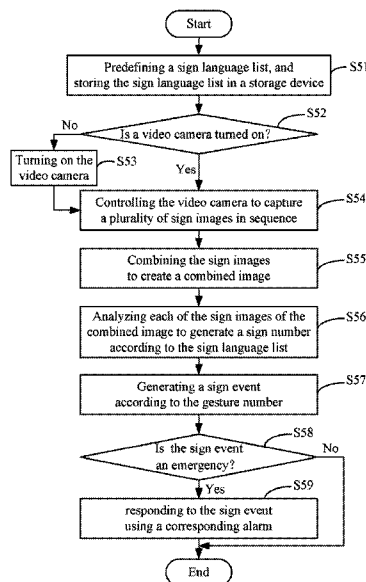 Start
Predefining a sign language list, and
storing the sign language list in a storage device
S51
Is a video camera turned on?
S52
No
Turning on the
video camera
S53
Yes
Controlling the video camera to capture
a plurality of sign images in sequence
S54
Combining the sign images
to create a combined image
S55
Analyzing each of the sign images of the
combined image to generate a sign number
according to the sign language list
S56
Generating a sign event
according to the gesture number
S57
Is the sign event
an emergency?
S58
No
Yes
responding to the sign event
using a corresponding alarm
S59
End